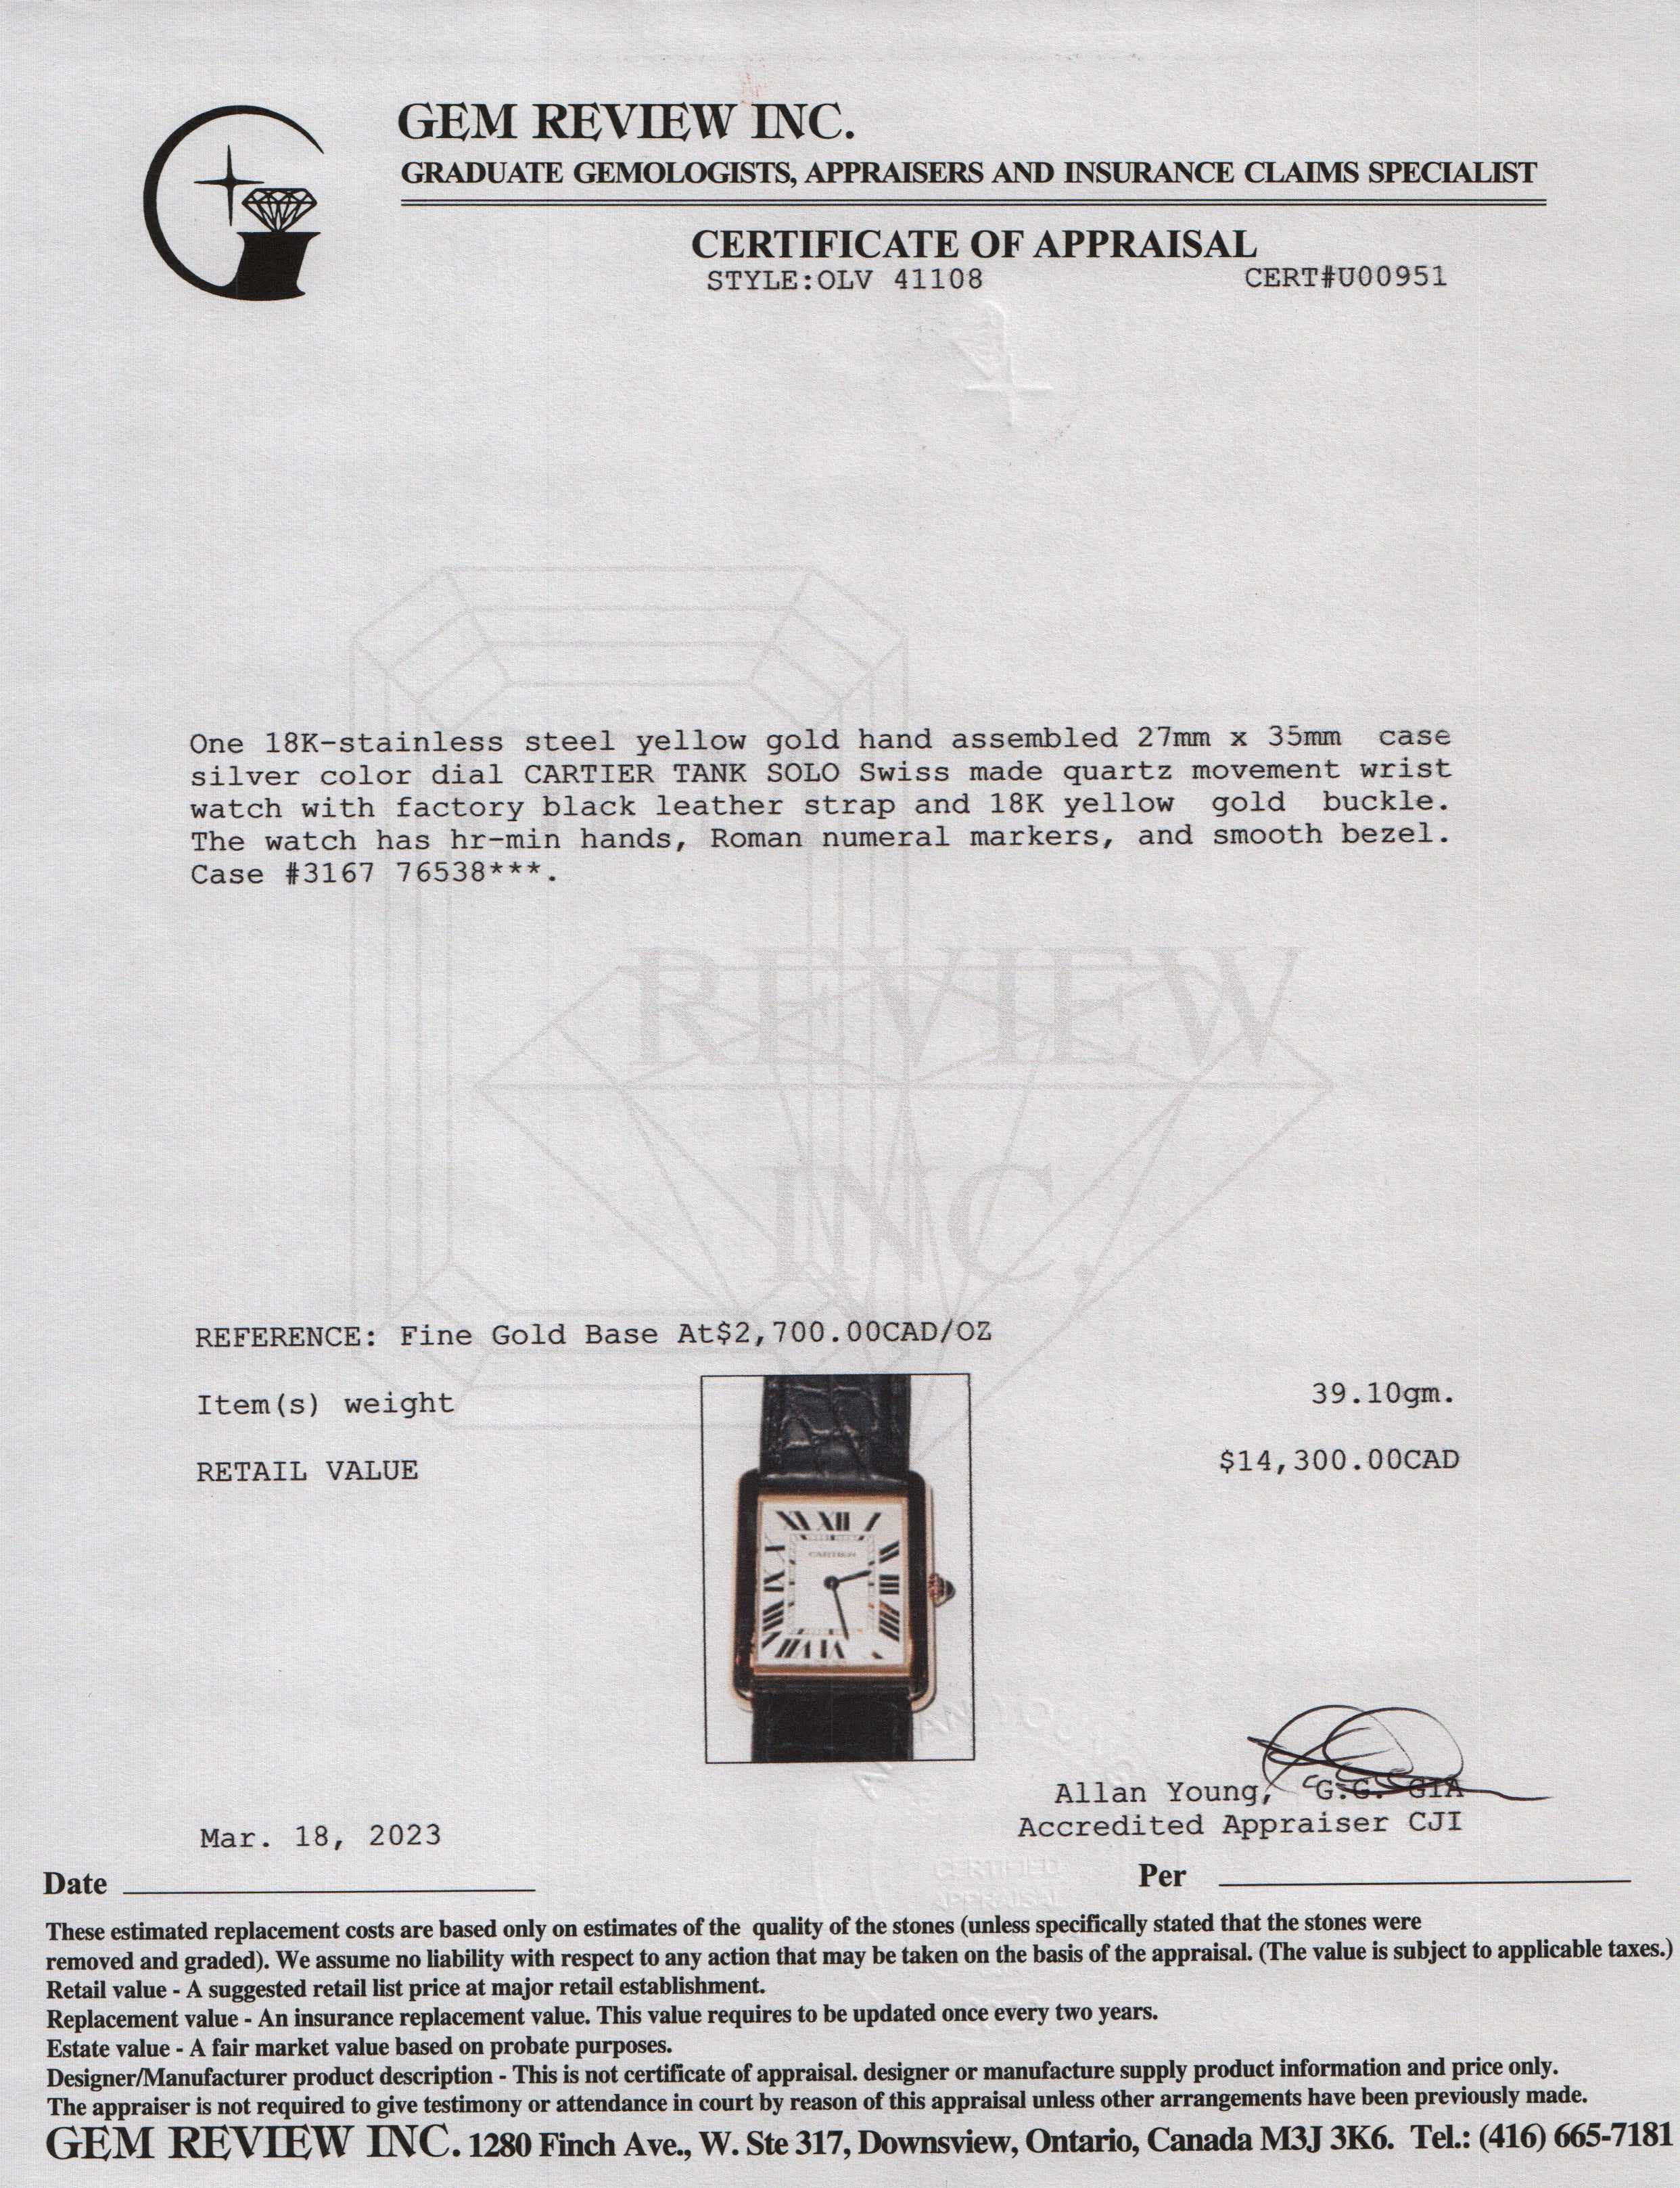 GEM REVIEW INC.
GRADUATE GEMOLOGISTS, APPRAISERS AND INSURANCE CLAIMS SPECIALIST
CERTIFICATE OF APPRAISAL
STYLE:OLV 41108 CERT#U00951
One 18K-stainless steel yellow gold hand assembled 27mm x 35mm case
silver color dial CARTIER TANK SOLO Swiss made quartz movement wrist
watch with factory black leather strap and 18K yellow gold buckle.
The watch has hr-min hands, Roman numeral markers, and smooth bezel.
Case #3167 76538***.
REVIEW
INC.
REFERENCE: Fine Gold Base At$2,700.00CAD/OZ
Item(s) weight 39.10gm.
RETAIL VALUE $14,300.00CAD
XI XII I
CARTIER
Allan Young, G.G. GIA
Accredited Appraiser CJI
Mar. 18, 2023
Date Per
CERTIFIED
APPRAISAL
These estimated replacement costs are based only on estimates of the quality of the stones (unless specifically stated that the stones were
removed and graded). We assume no liability with respect to any action that may be taken on the basis of the appraisal. (The value is subject to applicable taxes.)
Retail value - A suggested retail list price at major retail establishment.
Replacement value - An insurance replacement value. This value requires to be updated once every two years.
Estate value - A fair market value based on probate purposes.
Designer/Manufacturer product description - This is not certificate of appraisal. designer or manufacture supply product information and price only.
The appraiser is not required to give testimony or attendance in court by reason of this appraisal unless other arrangements have been previously made.
GEM REVIEW INC. 1280 Finch Ave., W. Ste 317, Downsview, Ontario, Canada M3J 3K6. Tel.: (416) 665-7181